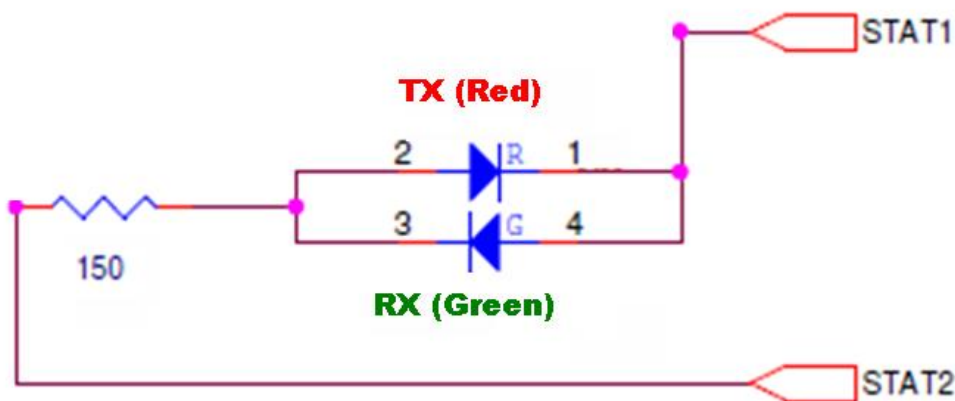 STAT1
TX (Red)
2 R 1
3 G 4
150
RX (Green)
STAT2